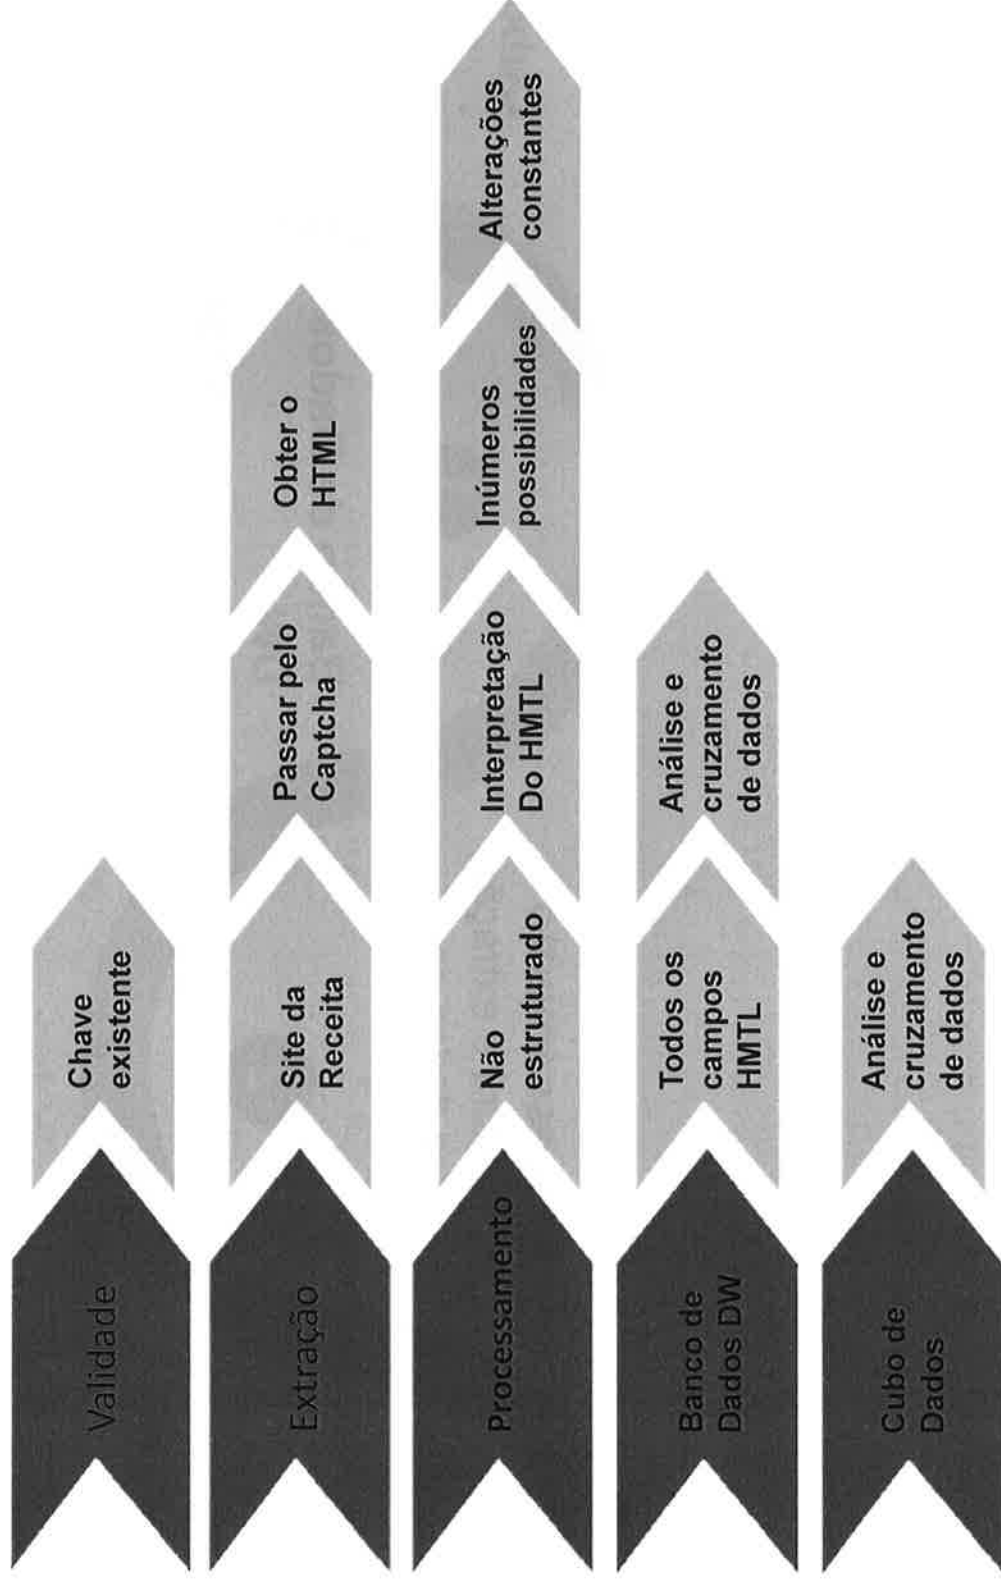 Validade
Chave
existente
Extração
Site da
Receita
Passar pelo
Captcha
Obter o
HTML
Processamento
Não
estruturado
Interpretação
Do HMTL
Inúmeros
possibilidades
Alterações
constantes
Banco de
Dados DW
Todos os
campos
HMTL
Análise e
cruzamento
de dados
Cubo de
Dados
Análise e
cruzamento
de dados